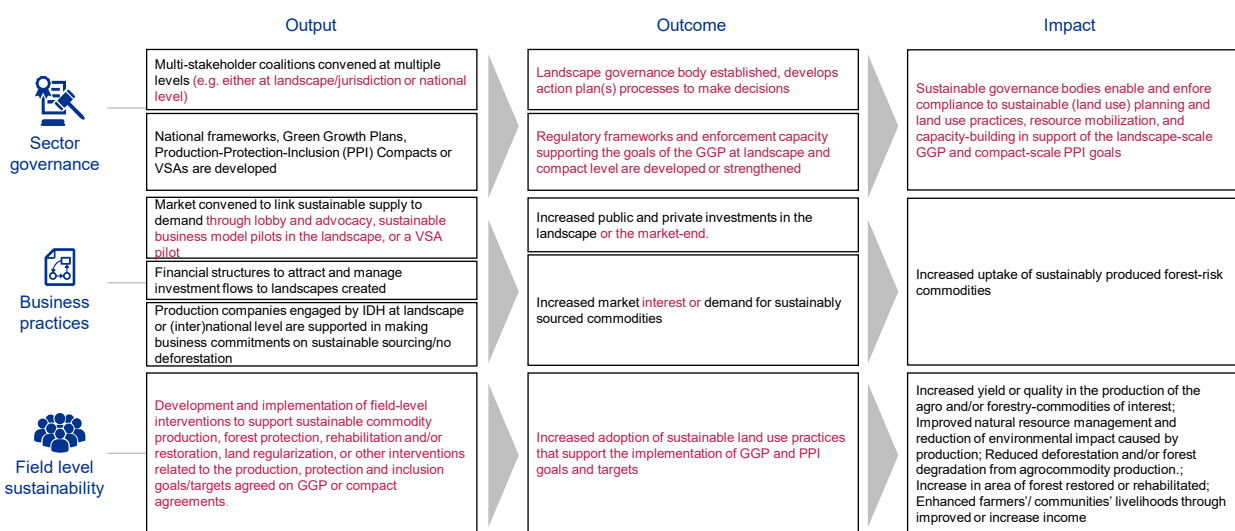 Output
Outcome
Impact
Sector
governance
Multi-stakeholder coalitions convened at multiple
levels (e.g. either at landscape/jurisdiction or national
level)
National frameworks, Green Growth Plans,
Production-Protection-Inclusion (PPI) Compacts or
VSAs are developed
Landscape governance body established, develops
action plan(s) processes to make decisions
Regulatory frameworks and enforcement capacity
supporting the goals of the GGP at landscape and
compact level are developed or strengthened
Sustainable governance bodies enable and enfore
compliance to sustainable (land use) planning and
land use practices, resource mobilization, and
capacity-building in support of the landscape-scale
GGP and compact-scale PPI goals
Business
practices
Market convened to link sustainable supply to
demand through lobby and advocacy, sustainable
business model pilots in the landscape, or a VSA
pilot
Financial structures to attract and manage
investment flows to landscapes created
Production companies engaged by IDH at landscape
or (inter)national level are supported in making
business commitments on sustainable sourcing/no
deforestation
Increased public and private investments in the
landscape or the market-end.
Increased market interest or demand for sustainably
sourced commodities
Increased uptake of sustainably produced forest-risk
commodities
Field level
sustainability
Development and implementation of field-level
interventions to support sustainable commodity
production, forest protection, rehabilitation and/or
restoration, land regularization, or other interventions
related to the production, protection and inclusion
goals/targets agreed on GGP or compact
agreements.
Increased adoption of sustainable land use practices
that support the implementation of GGP and PPI
goals and targets
Increased yield or quality in the production of the
agro and/or forestry-commodities of interest;
Improved natural resource management and
reduction of environmental impact caused by
production; Reduced deforestation and/or forest
degradation from agrocommodity production.;
Increase in area of forest restored or rehabilitated;
Enhanced farmers'/ communities' livelihoods through
improved or increase income